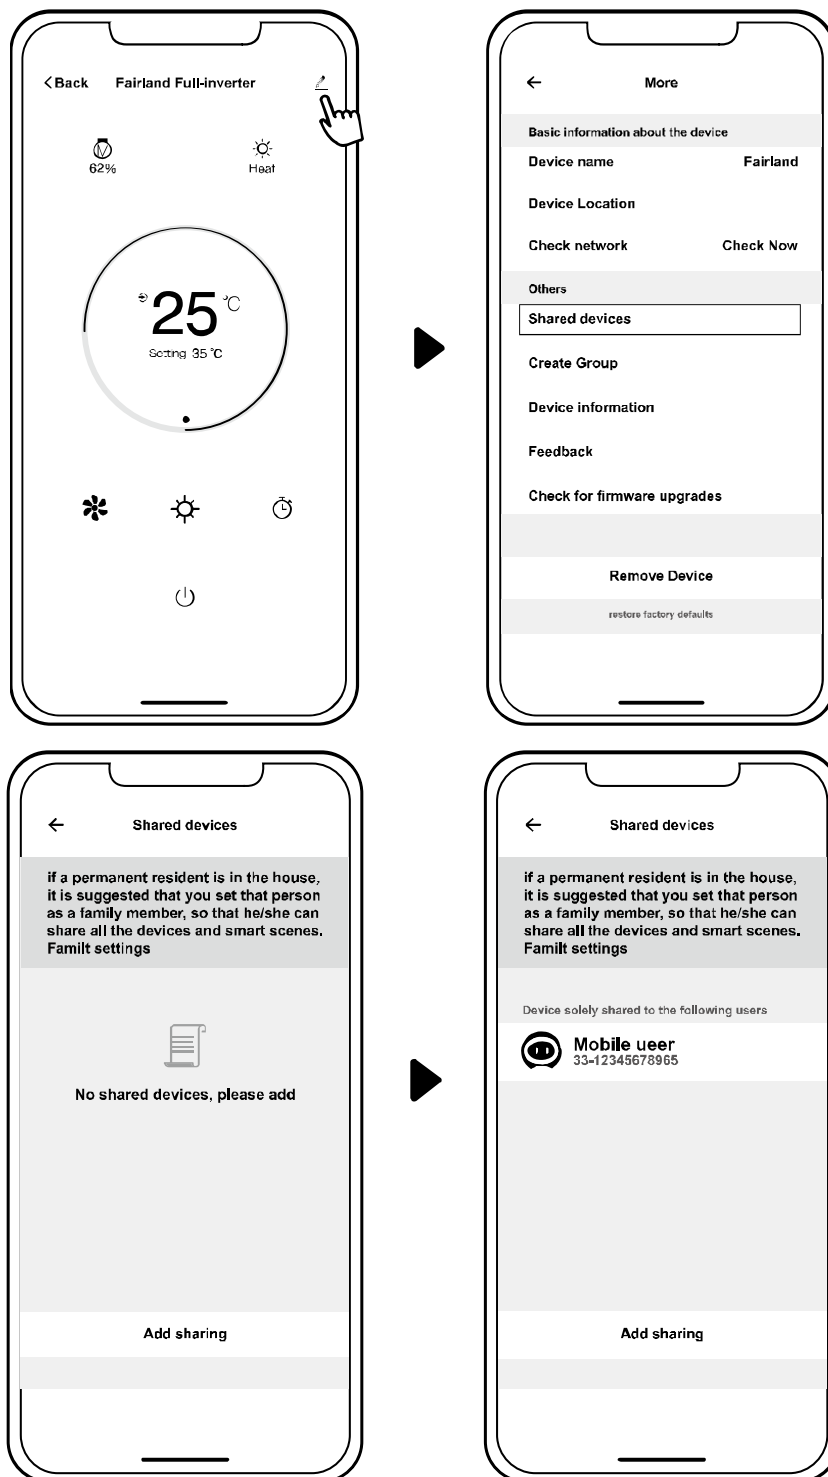 <Back Fairland Full-inverter
62% Heat
25 °C
Setting 35 °C
← More
Basic information about the device
Device name Fairland
Device Location
Check network Check Now
Others
Shared devices
Create Group
Device information
Feedback
Check for firmware upgrades
Remove Device
restore factory defaults
← Shared devices
if a permanent resident is in the house,
it is suggested that you set that person
as a family member, so that he/she can
share all the devices and smart scenes.
Familt settings
No shared devices, please add
Add sharing
← Shared devices
if a permanent resident is in the house,
it is suggested that you set that person
as a family member, so that he/she can
share all the devices and smart scenes.
Familt settings
Device solely shared to the following users
Mobile ueer
33-12345678965
Add sharing